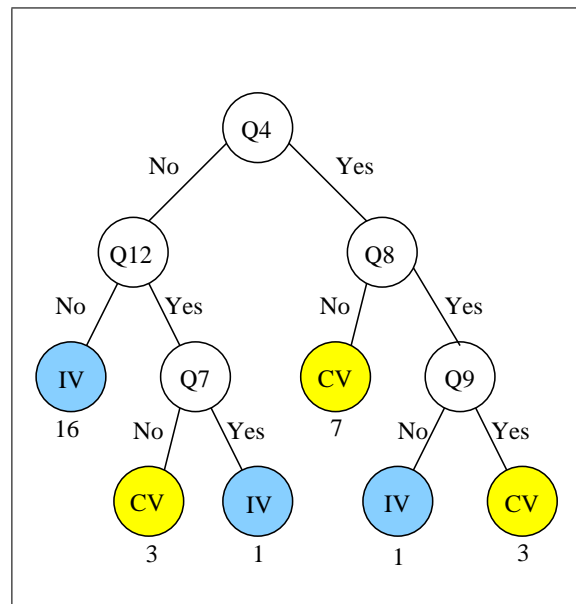 Q4
No
Yes
Q12
Q8
No
Yes
No
Yes
IV
Q7
CV
Q9
16
No
Yes
7
No
Yes
CV
IV
IV
CV
3
1
1
3